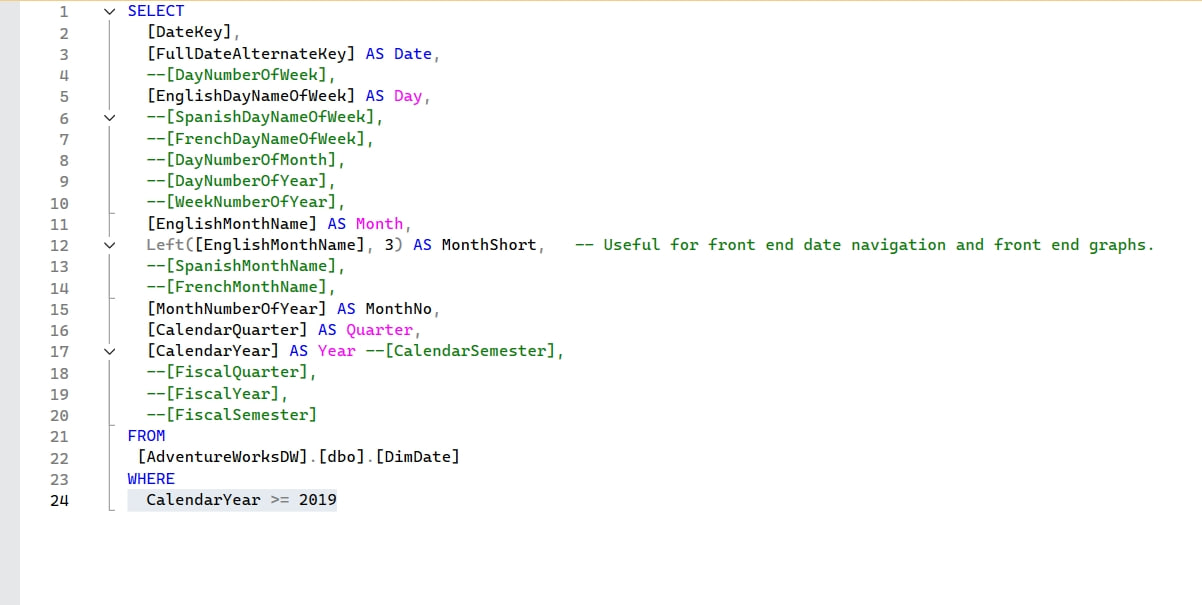 1 SELECT
2 [DateKey],
3 [FullDateAlternateKey] AS Date,
4 --[DayNumberOfWeek],
5 [EnglishDayNameOfWeek] AS Day,
6 --[SpanishDayNameOfWeek],
7 --[FrenchDayNameOfWeek],
8 --[DayNumberOfMonth],
9 --[DayNumberOfYear],
10 --[WeekNumberOfYear],
11 [EnglishMonthName] AS Month,
12 Left([EnglishMonthName], 3) AS MonthShort,   -- Useful for front end date navigation and front end graphs.
13 --[SpanishMonthName],
14 --[FrenchMonthName],
15 [MonthNumberOfYear] AS MonthNo,
16 [CalendarQuarter] AS Quarter,
17 [CalendarYear] AS Year --[CalendarSemester],
18 --[FiscalQuarter],
19 --[FiscalYear],
20 --[FiscalSemester]
21 FROM
22 [AdventureWorksDW].[dbo].[DimDate]
23 WHERE
24 CalendarYear >= 2019